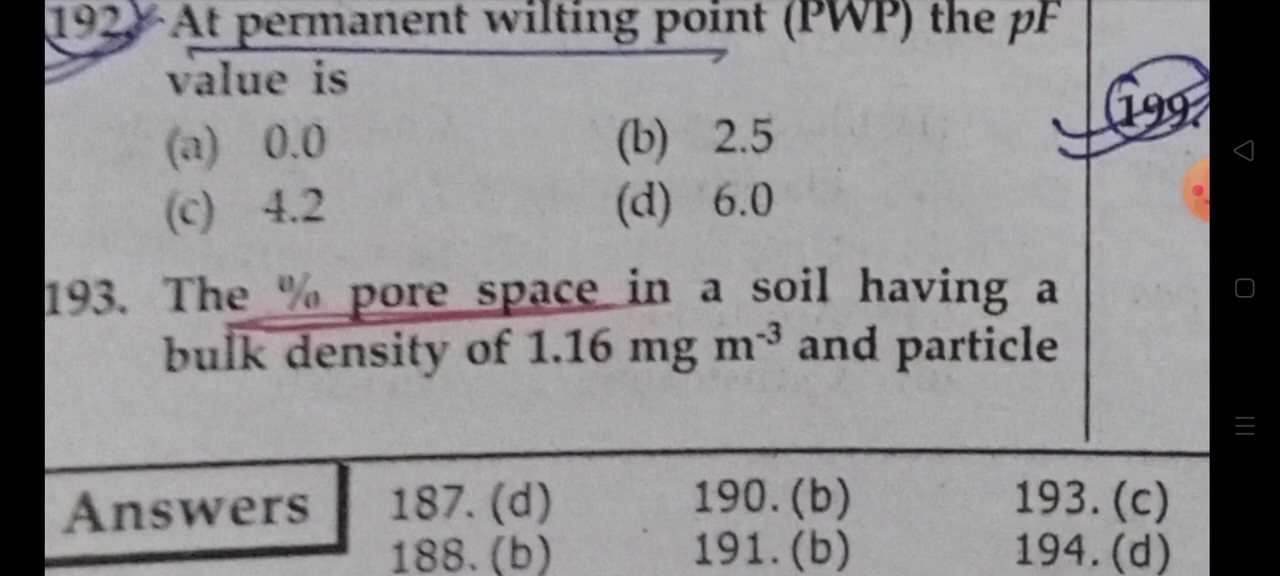 192. At permanent wilting point (PWP) the pF
value is
(a) 0.0 (b) 2.5
(c) 4.2 (d) 6.0
193. The % pore space in a soil having a
bulk density of 1.16 mg m⁻³ and particle
199.
Answers
187. (d) 190. (b) 193. (c)
188. (b) 191. (b) 194. (d)